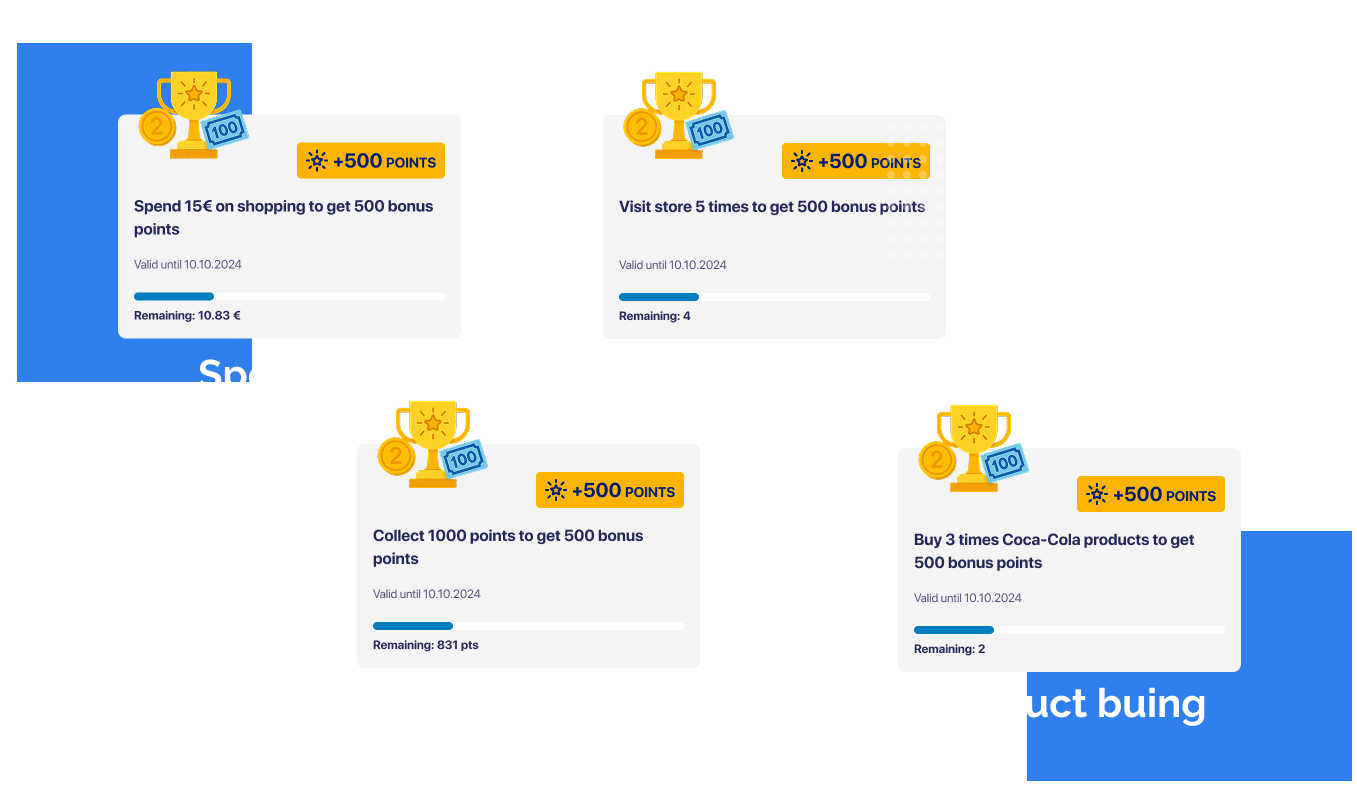 2
100
+500 POINTS
Spend 15€ on shopping to get 500 bonus
points
Valid until 10.10.2024
Remaining: 10.83 €
2
100
+500 POINTS
Visit store 5 times to get 500 bonus points
Valid until 10.10.2024
Remaining: 4
2
100
+500 POINTS
Collect 1000 points to get 500 bonus
points
Valid until 10.10.2024
Remaining: 831 pts
2
100
+500 POINTS
Buy 3 times Coca-Cola products to get
500 bonus points
Valid until 10.10.2024
Remaining: 2
uct buing